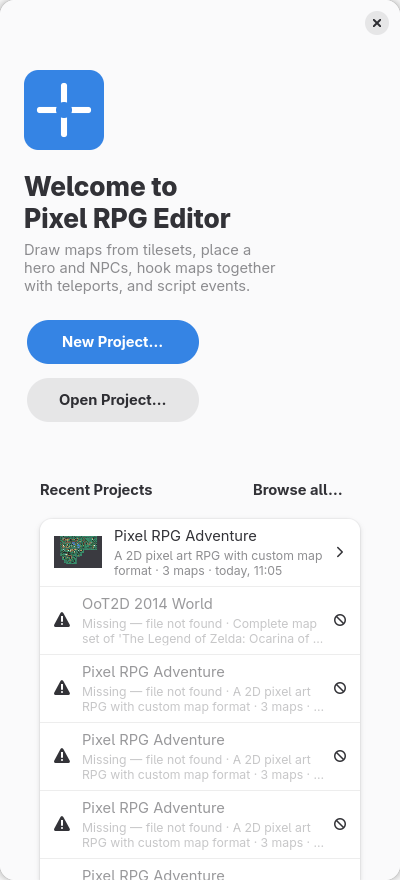 Welcome to
Pixel RPG Editor
Draw maps from tilesets, place a
hero and NPCs, hook maps together
with teleports, and script events.
New Project...
Open Project...
Recent Projects
Browse all...
Pixel RPG Adventure
A 2D pixel art RPG with custom map
format · 3 maps · today, 11:05
OoT2D 2014 World
Missing — file not found · Complete map
set of 'The Legend of Zelda: Ocarina of ...
Pixel RPG Adventure
Missing — file not found · A 2D pixel art
RPG with custom map format · 3 maps · ...
Pixel RPG Adventure
Missing — file not found · A 2D pixel art
RPG with custom map format · 3 maps · ...
Pixel RPG Adventure
Missing — file not found · A 2D pixel art
RPG with custom map format · 3 maps · ...
Pixel RPG Adventure